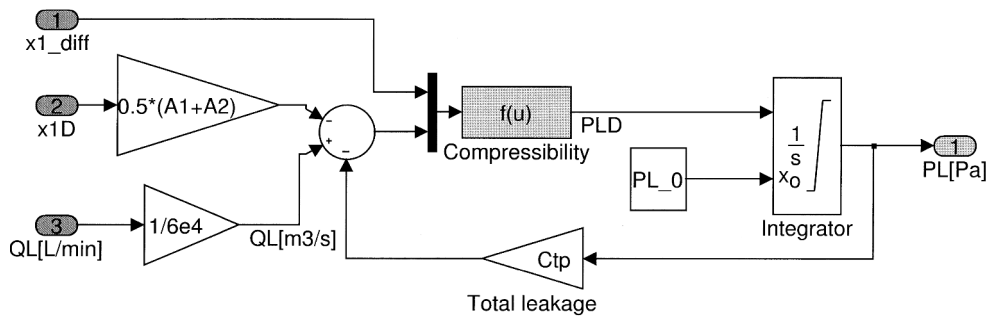 1
x1_diff
2
0.5*(A1+A2)
x1D
3
1/6e4
QL[L/min]
QL[m3/s]
−
+
−
f(u)
Compressibility
PLD
PL_0
1
s
xo
Integrator
1
PL[Pa]
Ctp
Total leakage